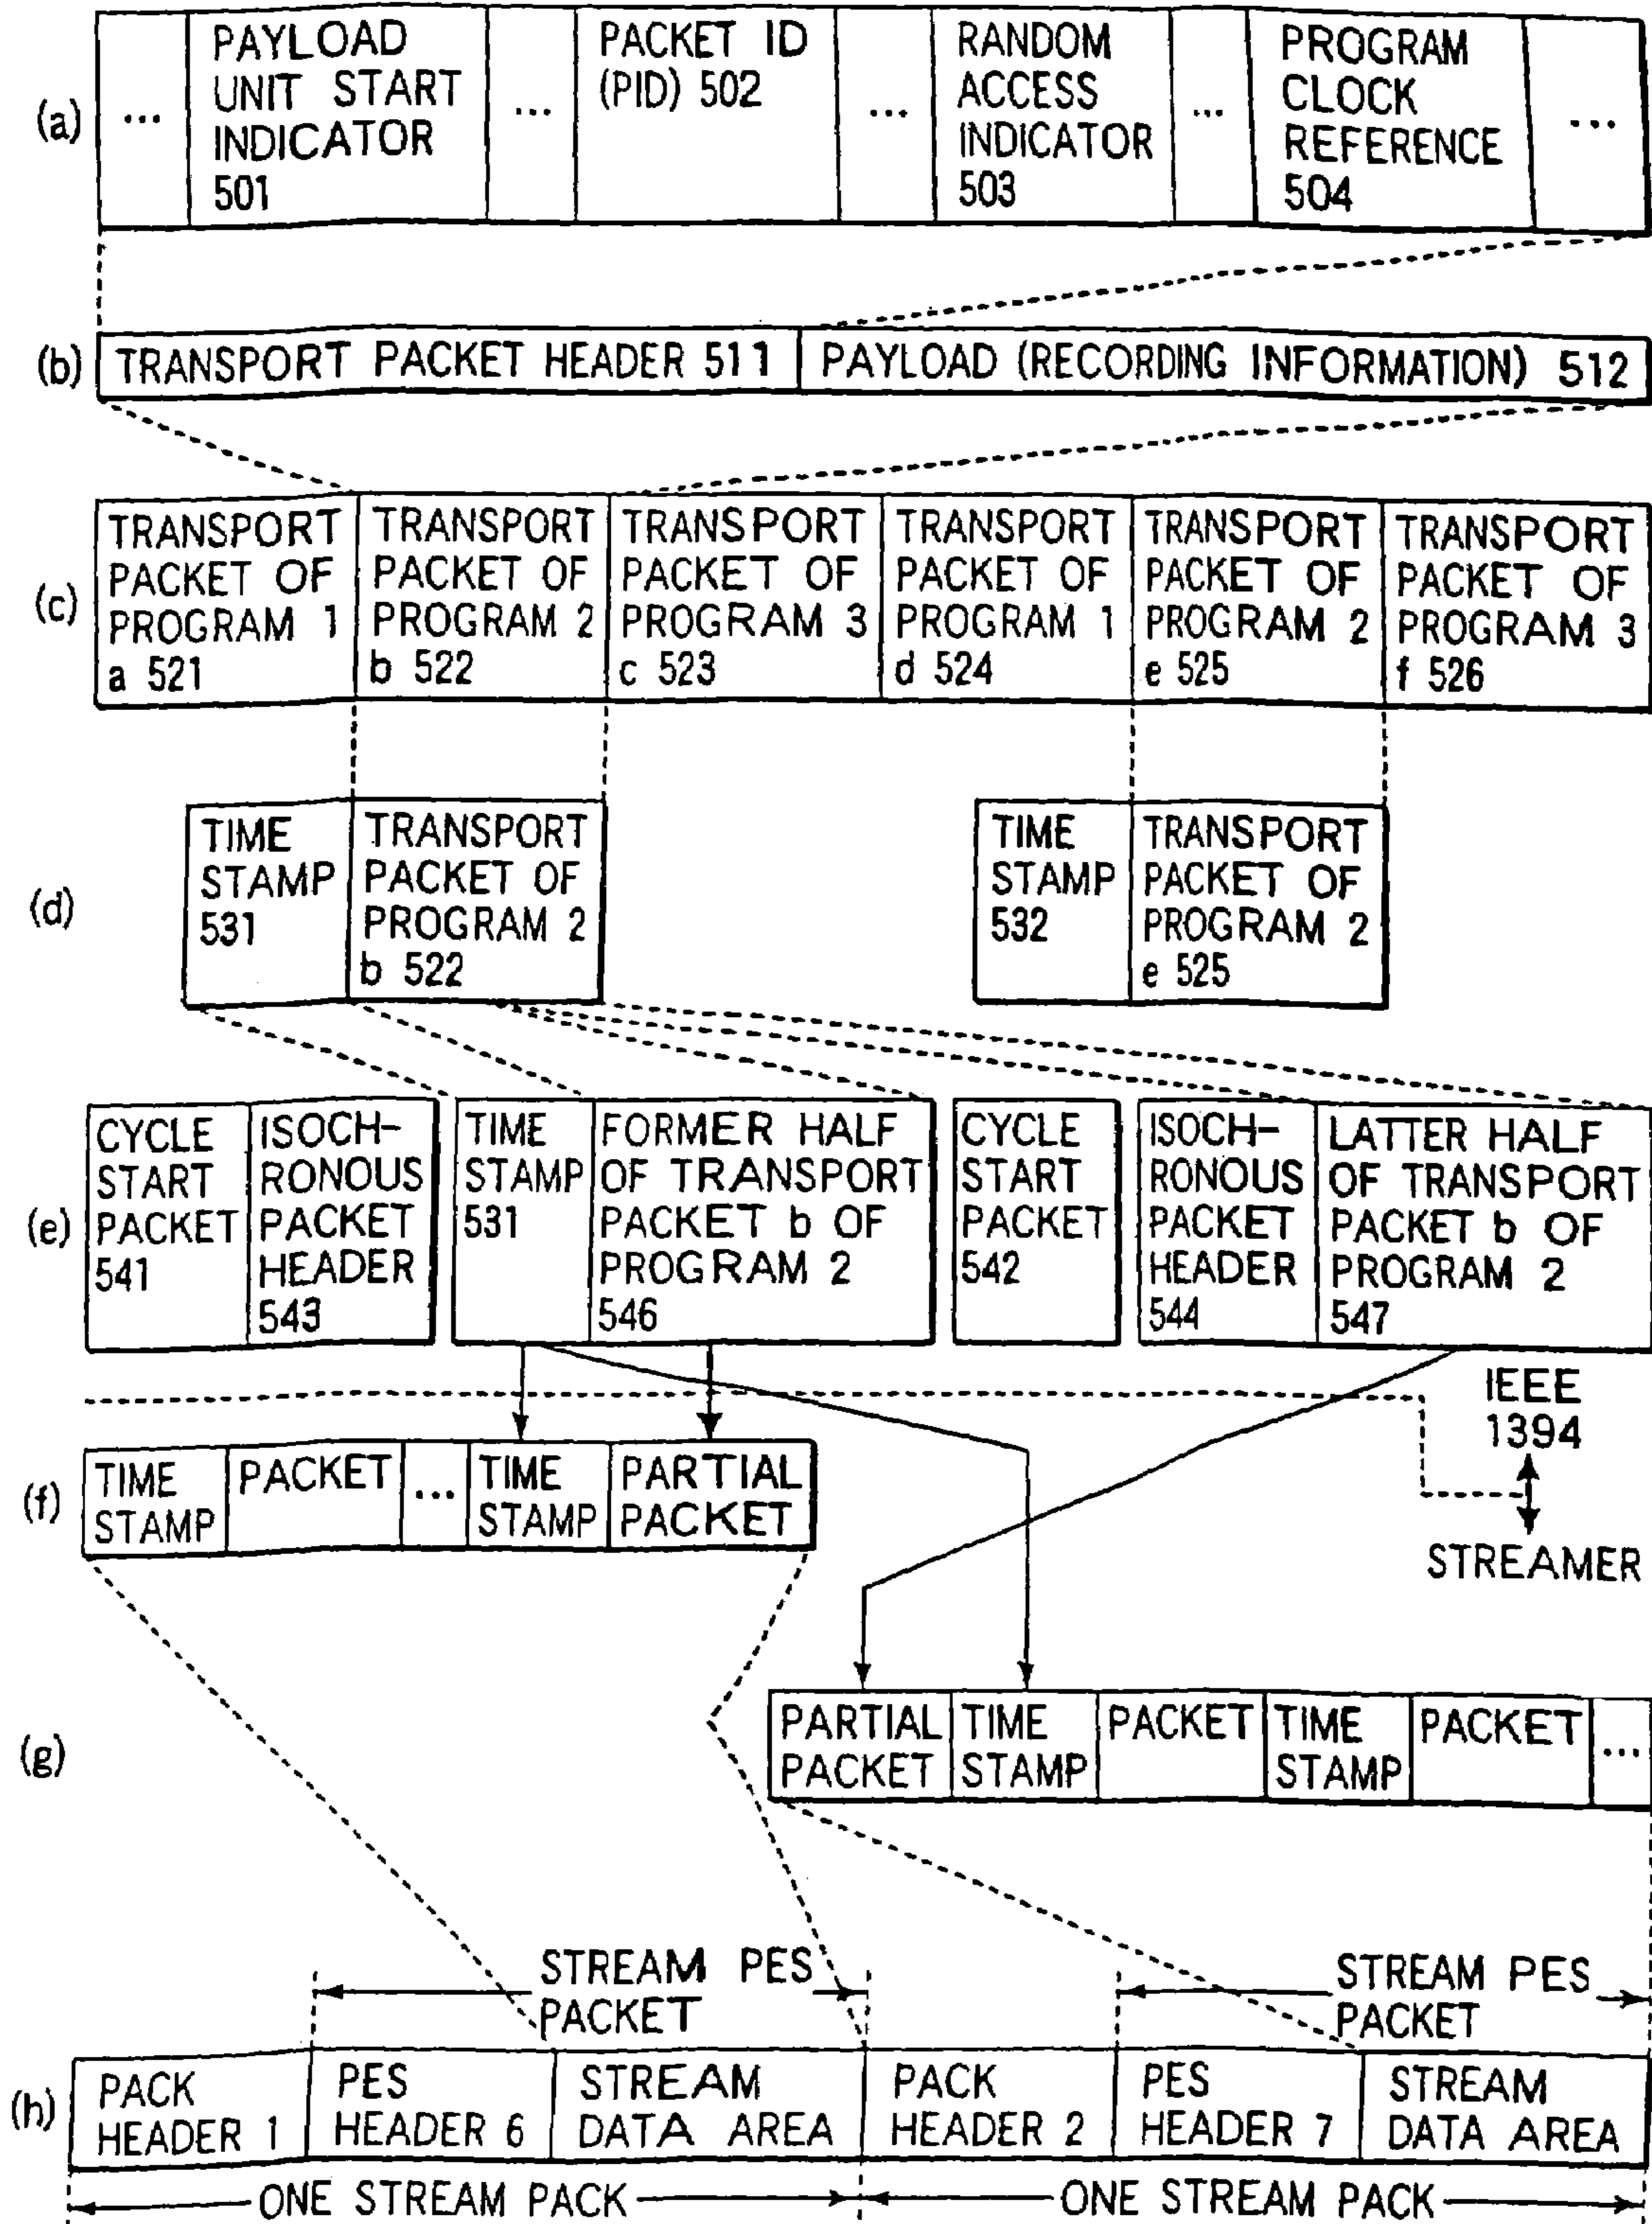 (a)
...
PAYLOAD
UNIT START
INDICATOR
501
...
PACKET ID
(PID) 502
...
RANDOM
ACCESS
INDICATOR
503
...
PROGRAM
CLOCK
REFERENCE
504
...
(b)
TRANSPORT PACKET HEADER 511
PAYLOAD (RECORDING INFORMATION) 512
(c)
TRANSPORT
PACKET OF
PROGRAM 1
a 521
TRANSPORT
PACKET OF
PROGRAM 2
b 522
TRANSPORT
PACKET OF
PROGRAM 3
c 523
TRANSPORT
PACKET OF
PROGRAM 1
d 524
TRANSPORT
PACKET OF
PROGRAM 2
e 525
TRANSPORT
PACKET OF
PROGRAM 3
f 526
(d)
TIME
STAMP
531
TRANSPORT
PACKET OF
PROGRAM 2
b 522
TIME
STAMP
532
TRANSPORT
PACKET OF
PROGRAM 2
e 525
(e)
CYCLE
START
PACKET
541
ISOCH-
RONOUS
PACKET
HEADER
543
TIME
STAMP
531
FORMER HALF
OF TRANSPORT
PACKET b OF
PROGRAM 2
546
CYCLE
START
PACKET
542
ISOCH-
RONOUS
PACKET
HEADER
544
LATTER HALF
OF TRANSPORT
PACKET b OF
PROGRAM 2
547
IEEE
1394
STREAMER
(f)
TIME
STAMP
PACKET
...
TIME
STAMP
PARTIAL
PACKET
(g)
PARTIAL
PACKET
TIME
STAMP
PACKET
TIME
STAMP
PACKET
...
STREAM PES
PACKET
STREAM PES
PACKET
(h)
PACK
HEADER 1
PES
HEADER 6
STREAM
DATA AREA
PACK
HEADER 2
PES
HEADER 7
STREAM
DATA AREA
ONE STREAM PACK
ONE STREAM PACK